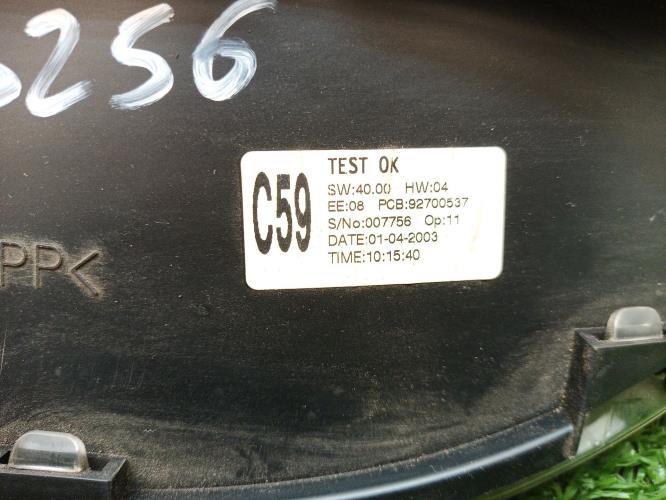 256
C59
TEST OK
SW:40.00 HW:04
EE:08 PCB:92700537
S/No:007756 Op:11
DATE:01-04-2003
TIME:10:15:40
PP<